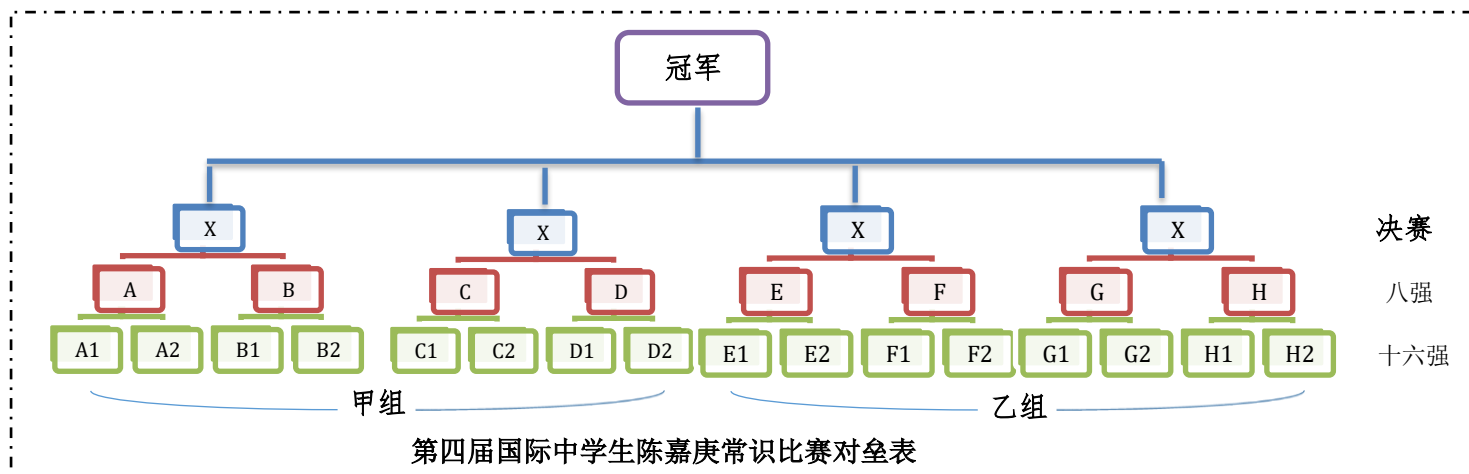 冠军
X X X X 决赛
A B C D E F G H 八强
A1 A2 B1 B2 C1 C2 D1 D2 E1 E2 F1 F2 G1 G2 H1 H2 十六强
甲组 乙组
第四届国际中学生陈嘉庚常识比赛对垒表